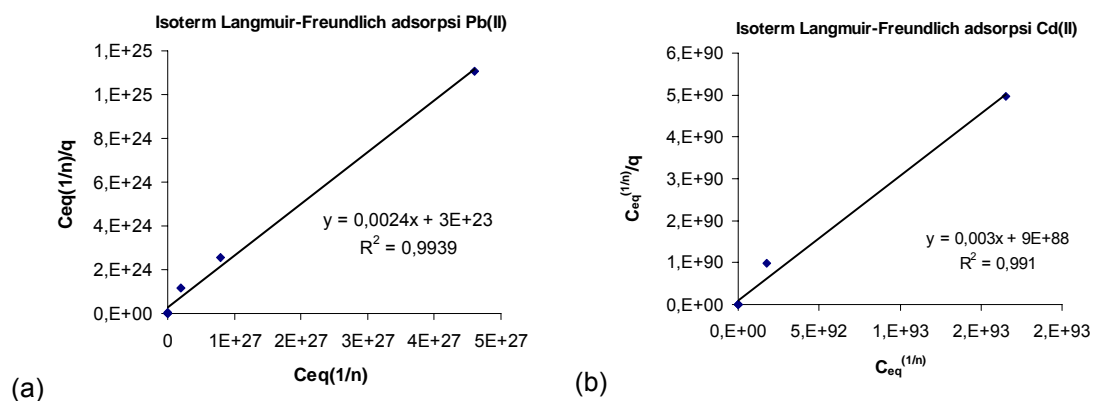 Isoterm Langmuir-Freundlich adsorpsi Pb(II)
1,E+25
1,E+25
8,E+24
6,E+24
4,E+24
2,E+24
0,E+00
Ceq(1/n)/q
y = 0,0024x + 3E+23
R² = 0,9939
0 1E+27 2E+27 3E+27 4E+27 5E+27
Ceq(1/n)
(a)
Isoterm Langmuir-Freundlich adsorpsi Cd(II)
6,E+90
5,E+90
4,E+90
3,E+90
2,E+90
1,E+90
0,E+00
C_eq^(1/n)/q
y = 0,003x + 9E+88
R² = 0,991
0,E+00 5,E+92 1,E+93 2,E+93 2,E+93
C_eq^(1/n)
(b)